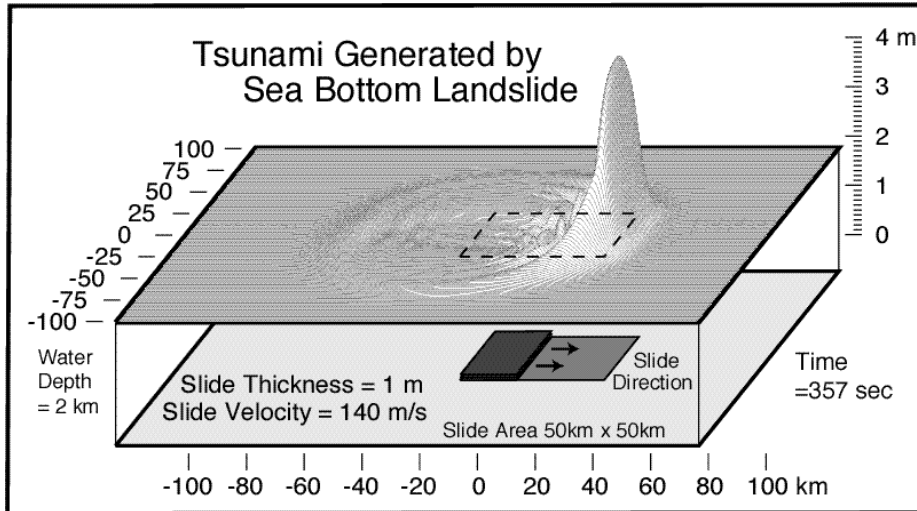 Tsunami Generated by
Sea Bottom Landslide
4 m
3
2
1
0
100
75
50
25
0
-25
-50
-75
-100
Water
Depth
= 2 km
Slide Thickness = 1 m
Slide Velocity = 140 m/s
Slide
Direction
Slide Area 50km x 50km
Time
=357 sec
-100 -80 -60 -40 -20 0 20 40 60 80 100 km